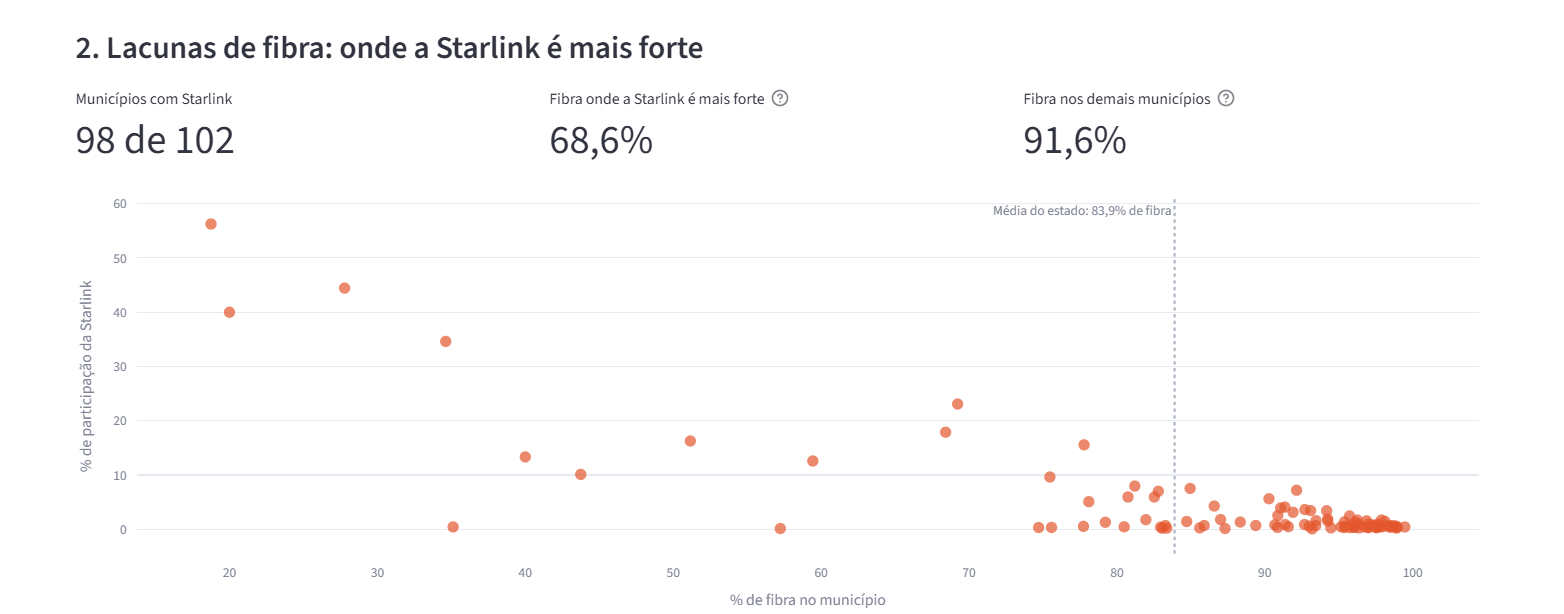 2. Lacunas de fibra: onde a Starlink é mais forte
Municípios com Starlink
98 de 102
Fibra onde a Starlink é mais forte ?
68,6%
Fibra nos demais municípios ?
91,6%
Média do estado: 83,9% de fibra
% de participação da Starlink
60
50
40
30
20
10
0
20 30 40 50 60 70 80 90 100
% de fibra no município